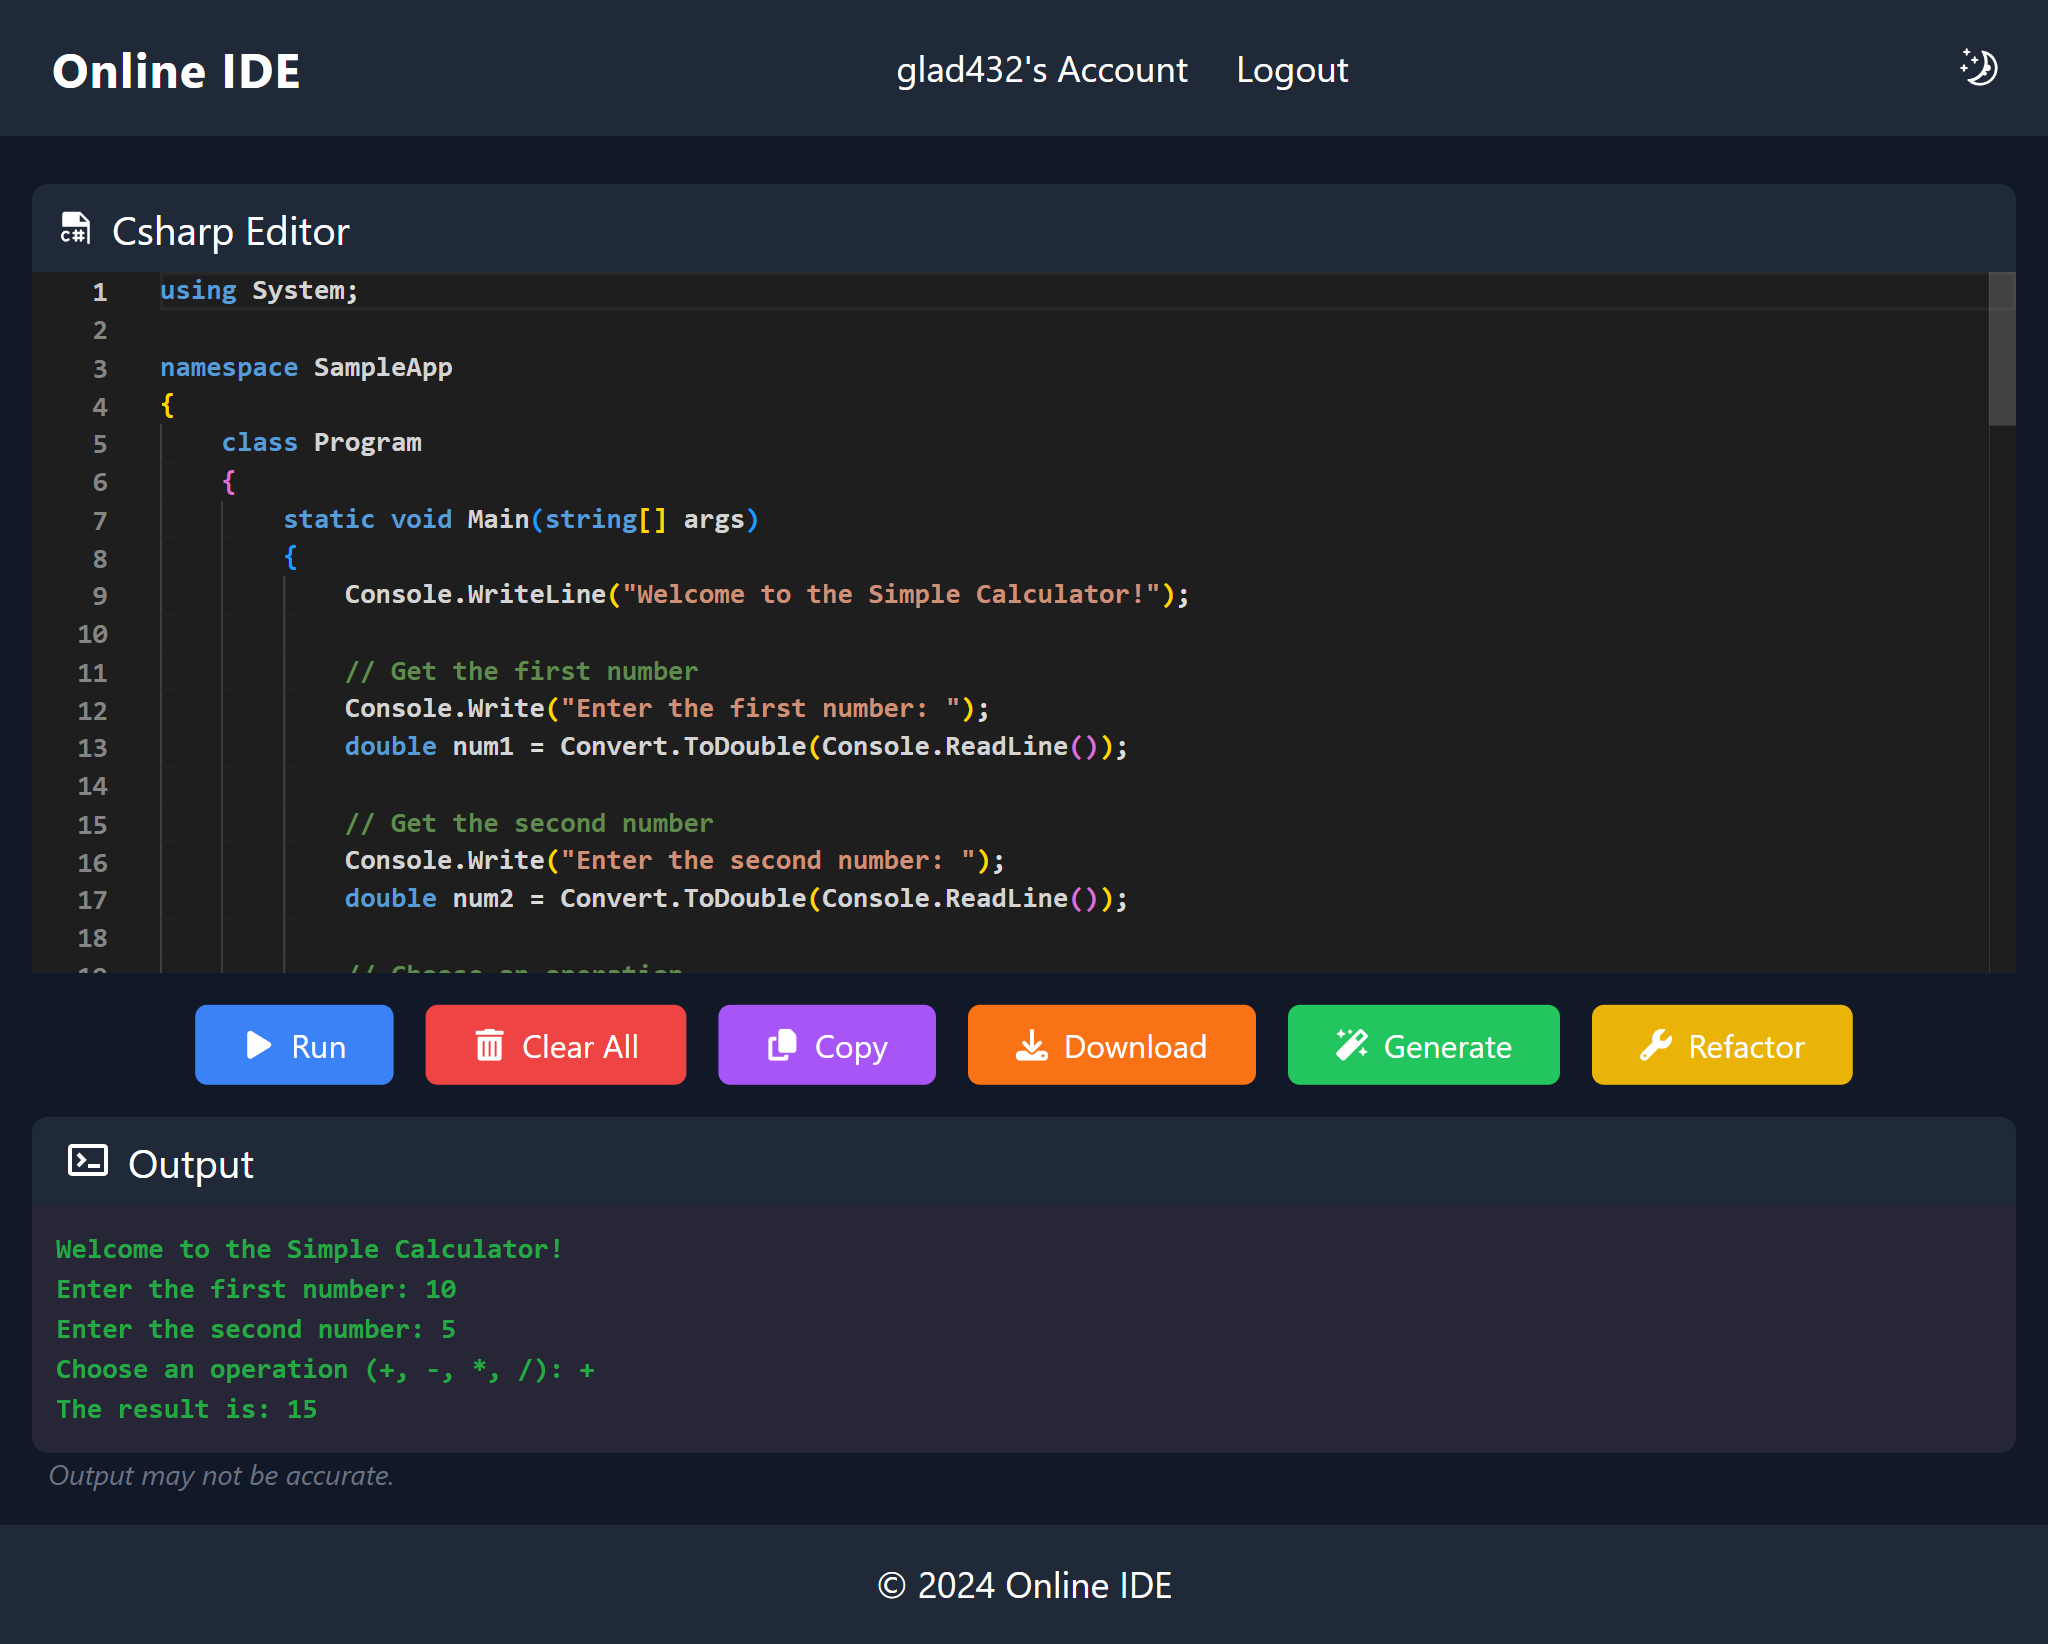 Online IDE
glad432's Account Logout
C# Csharp Editor
1 using System;
2
3 namespace SampleApp
4 {
5 class Program
6 {
7 static void Main(string[] args)
8 {
9 Console.WriteLine("Welcome to the Simple Calculator!");
10
11 // Get the first number
12 Console.Write("Enter the first number: ");
13 double num1 = Convert.ToDouble(Console.ReadLine());
14
15 // Get the second number
16 Console.Write("Enter the second number: ");
17 double num2 = Convert.ToDouble(Console.ReadLine());
18
19 // Choose an operation
Run Clear All Copy Download Generate Refactor
Output
Welcome to the Simple Calculator!
Enter the first number: 10
Enter the second number: 5
Choose an operation (+, -, *, /): +
The result is: 15
Output may not be accurate.
© 2024 Online IDE